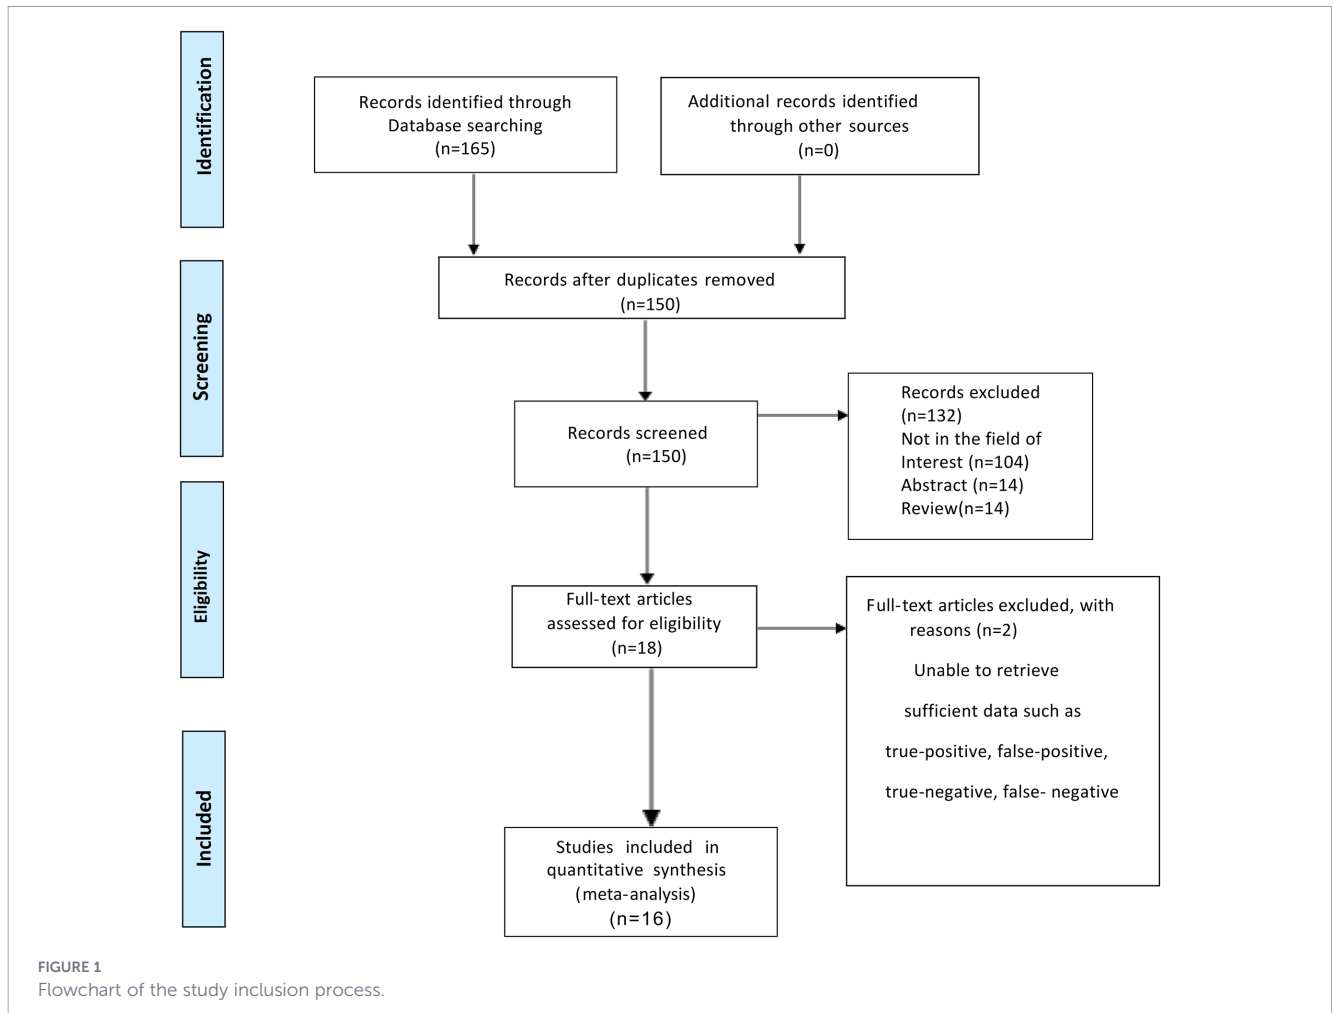 Identification
Records identified through
Database searching
(n=165)
Additional records identified
through other sources
(n=0)
Screening
Records after duplicates removed
(n=150)
Records screened
(n=150)
Records excluded
(n=132)
Not in the field of
Interest (n=104)
Abstract (n=14)
Review(n=14)
Eligibility
Full-text articles
assessed for eligibility
(n=18)
Full-text articles excluded, with
reasons (n=2)
Unable to retrieve
sufficient data such as
true-positive, false-positive,
true-negative, false- negative
Included
Studies included in
quantitative synthesis
(meta-analysis)
(n=16)
FIGURE 1
Flowchart of the study inclusion process.